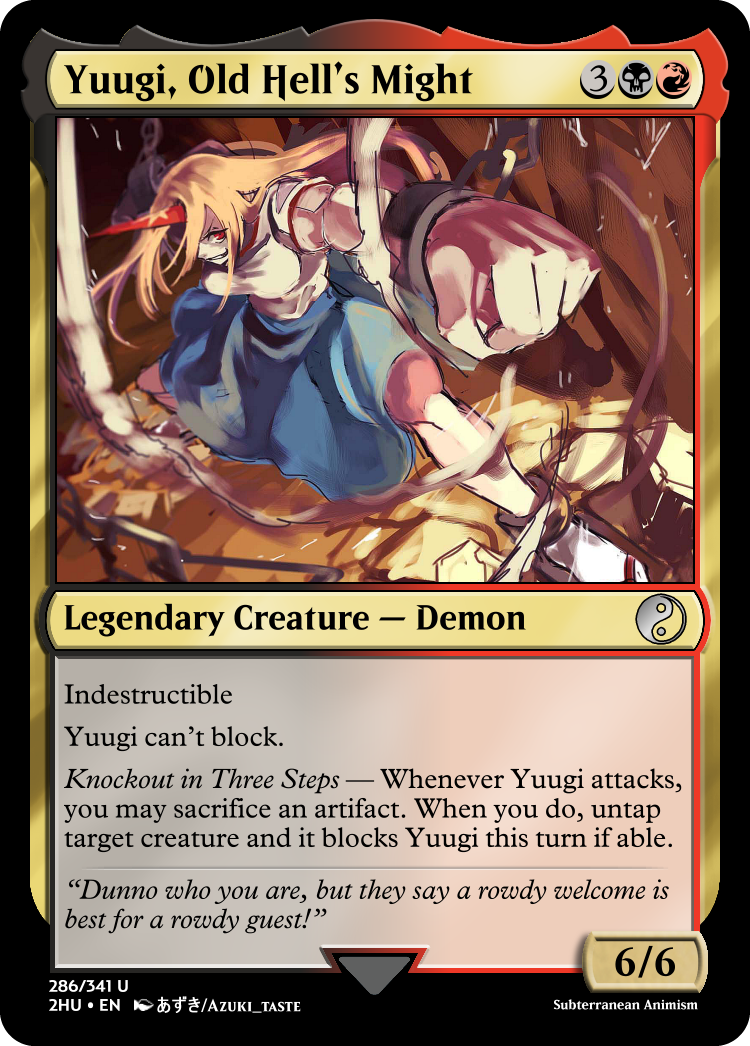 Yuugi, Old Hell's Might 3
Legendary Creature — Demon
Indestructible
Yuugi can't block.
Knockout in Three Steps — Whenever Yuugi attacks,
you may sacrifice an artifact. When you do, untap
target creature and it blocks Yuugi this turn if able.
“Dunno who you are, but they say a rowdy welcome is
best for a rowdy guest!”
6/6
286/341 U
2HU • EN あずき/Azuki_taste
Subterranean Animism